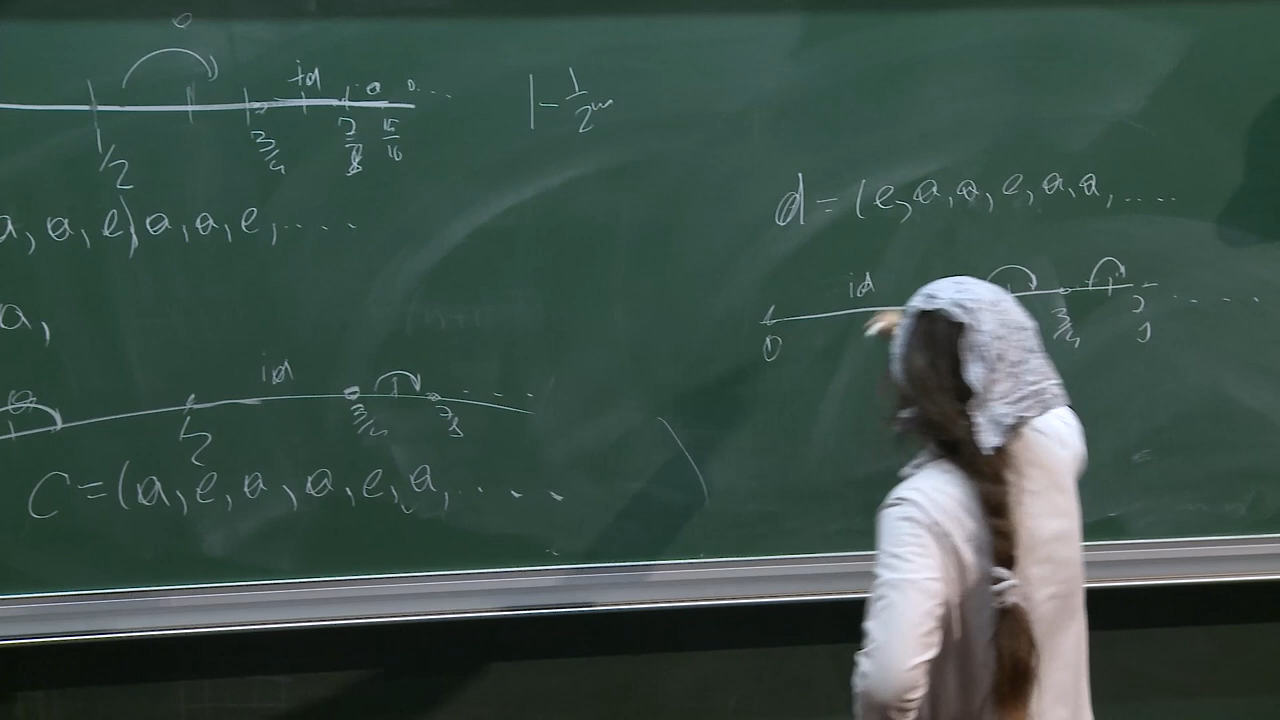 id
1/2 3/4 7/8 15/16
1 - 1/2^m
a, a, e) a, a, e, ....
a,
id
1/2 3/4 7/8
c = (a, e, a, a, e, a, ....
d = (e, a, a, e, a, a, ....
id
0 3/4